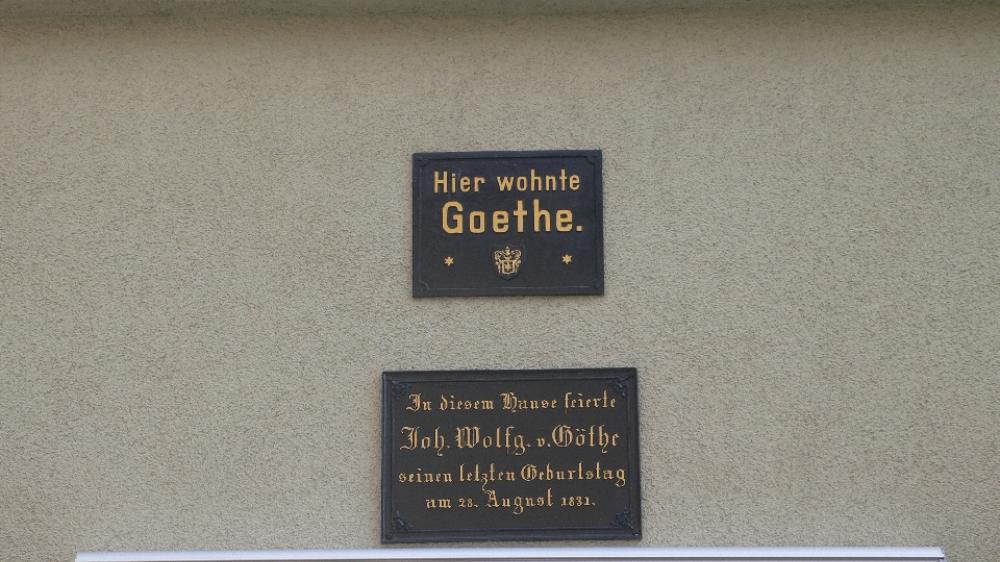 Hier wohnte
Goethe.
In diesem Hause feierte
Joh. Wolfg. v. Göthe
seinen letzten Geburtstag
am 28. August 1831.